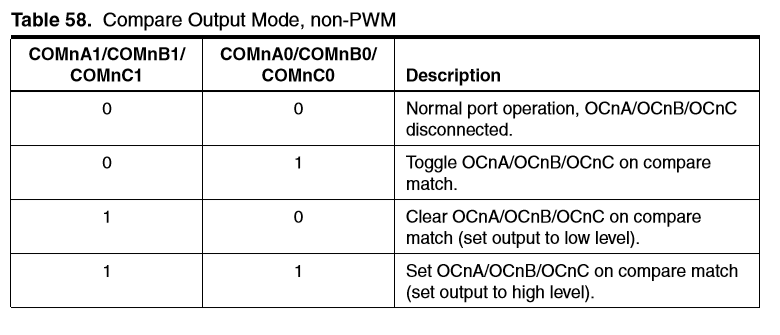 Table 58. Compare Output Mode, non-PWM
COMnA1/COMnB1/
COMnC1
COMnA0/COMnB0/
COMnC0
Description
0
0
Normal port operation, OCnA/OCnB/OCnC
disconnected.
0
1
Toggle OCnA/OCnB/OCnC on compare
match.
1
0
Clear OCnA/OCnB/OCnC on compare
match (set output to low level).
1
1
Set OCnA/OCnB/OCnC on compare match
(set output to high level).